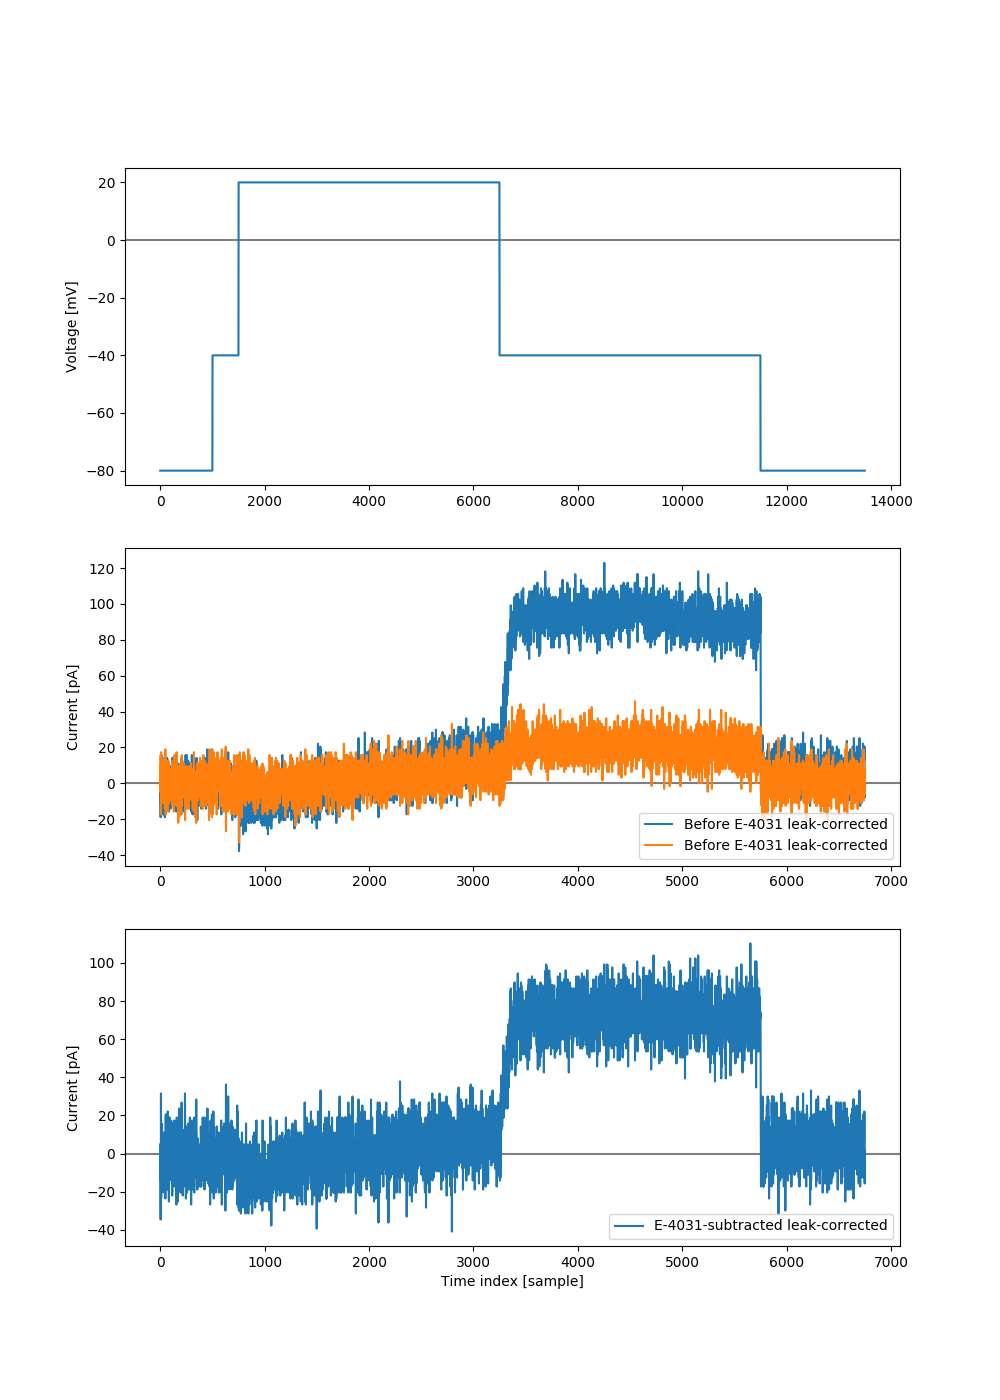 20
0
−20
−40
−60
−80
Voltage [mV]
0 2000 4000 6000 8000 10000 12000 14000
120
100
80
60
40
20
0
−20
−40
Current [pA]
Before E-4031 leak-corrected
Before E-4031 leak-corrected
0 1000 2000 3000 4000 5000 6000 7000
100
80
60
40
20
0
−20
−40
Current [pA]
E-4031-subtracted leak-corrected
0 1000 2000 3000 4000 5000 6000 7000
Time index [sample]